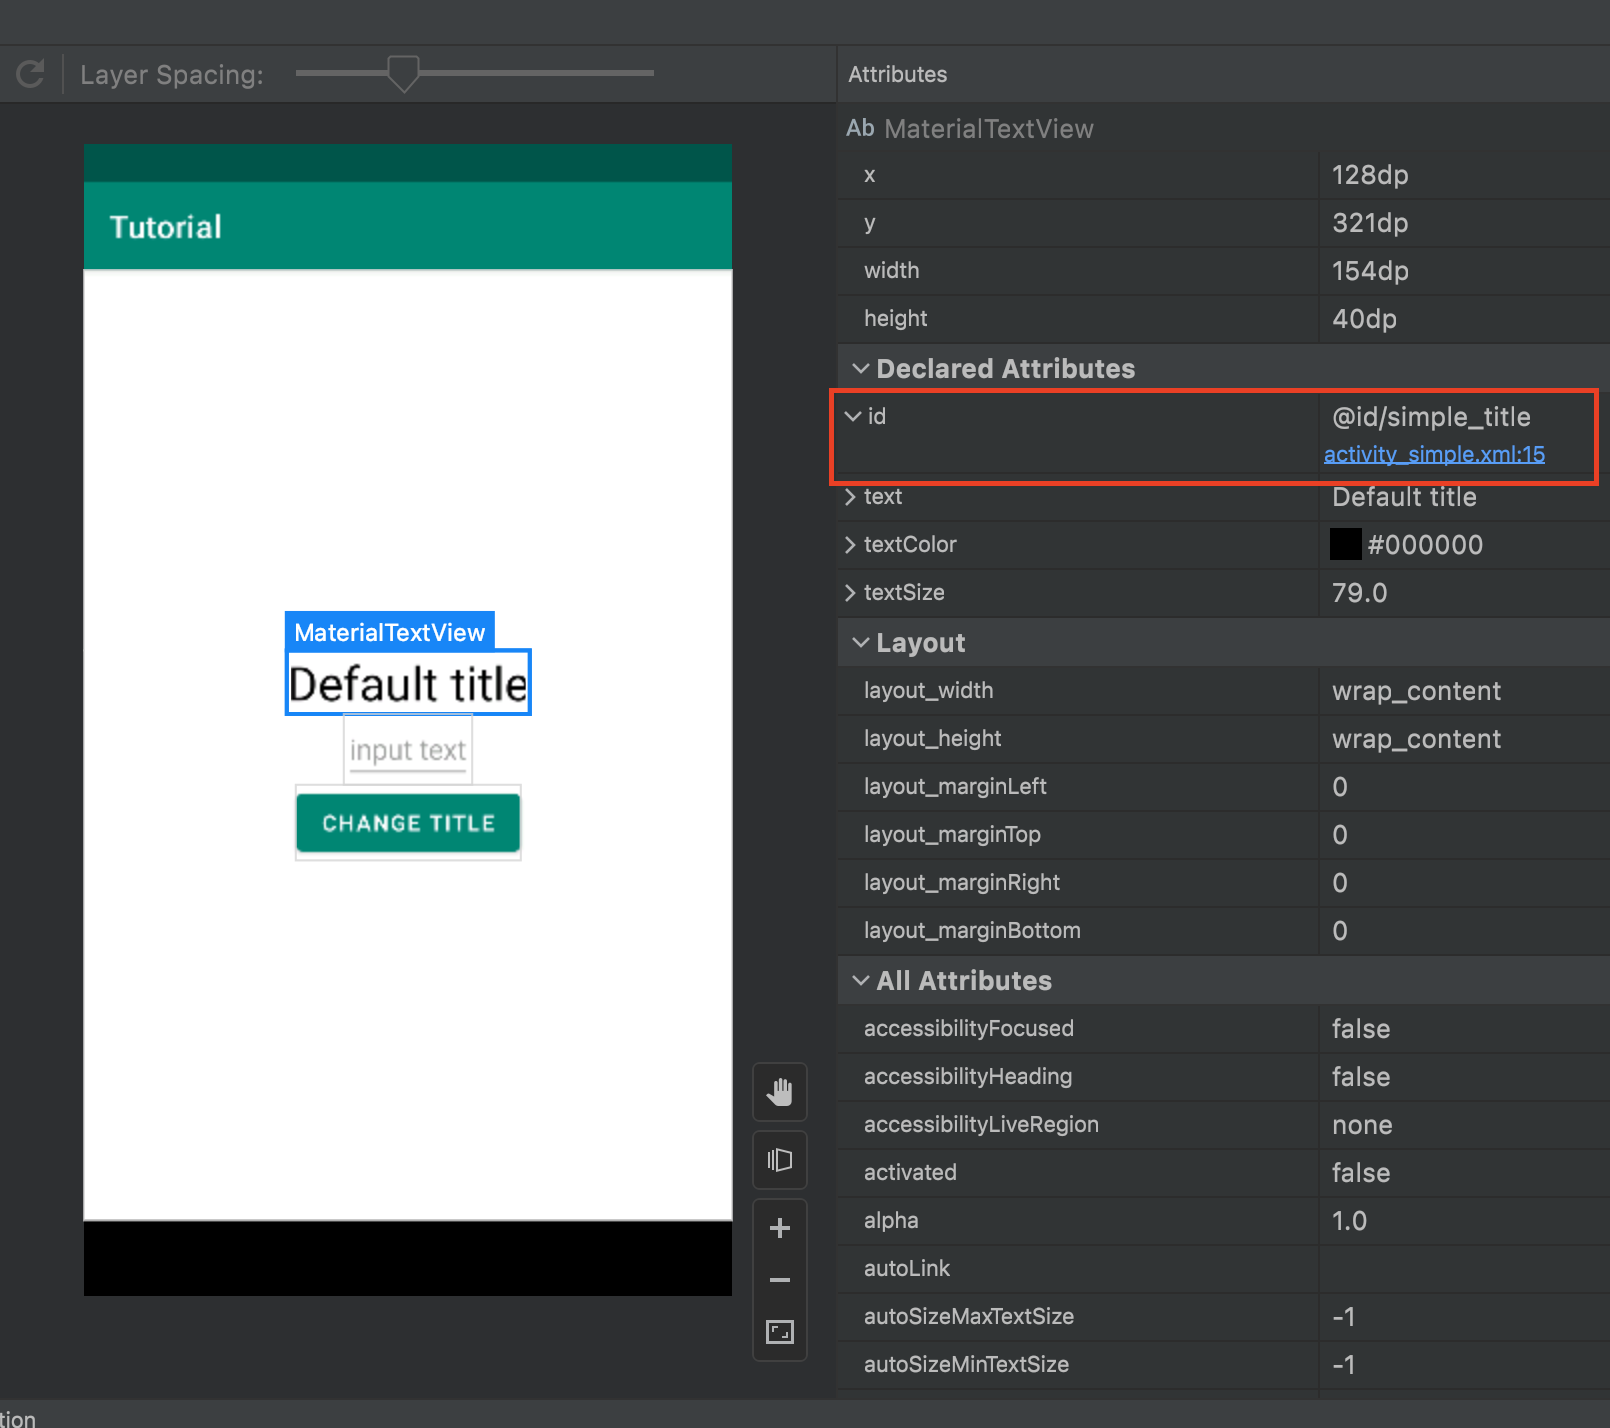 Layer Spacing:
Attributes
Ab MaterialTextView
x 128dp
y 321dp
width 154dp
height 40dp
Declared Attributes
id @id/simple_title
activity_simple.xml:15
text Default title
textColor #000000
textSize 79.0
Layout
layout_width wrap_content
layout_height wrap_content
layout_marginLeft 0
layout_marginTop 0
layout_marginRight 0
layout_marginBottom 0
All Attributes
accessibilityFocused false
accessibilityHeading false
accessibilityLiveRegion none
activated false
alpha 1.0
autoLink
autoSizeMaxTextSize -1
autoSizeMinTextSize -1
Tutorial
MaterialTextView
Default title
input text
CHANGE TITLE
tion